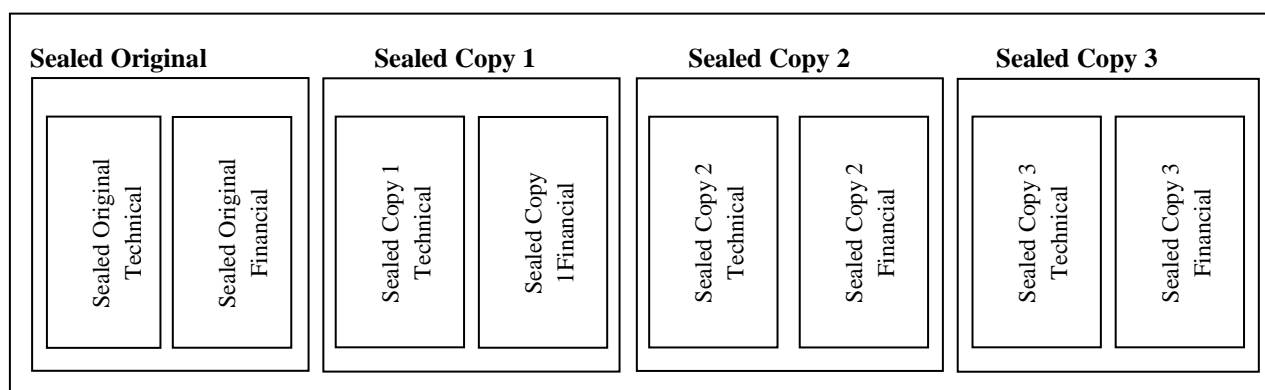 Sealed Original
Sealed Copy 1
Sealed Copy 2
Sealed Copy 3
Sealed Original
Technical
Sealed Original
Financial
Sealed Copy 1
Technical
Sealed Copy
1Financial
Sealed Copy 2
Technical
Sealed Copy 2
Financial
Sealed Copy 3
Technical
Sealed Copy 3
Financial